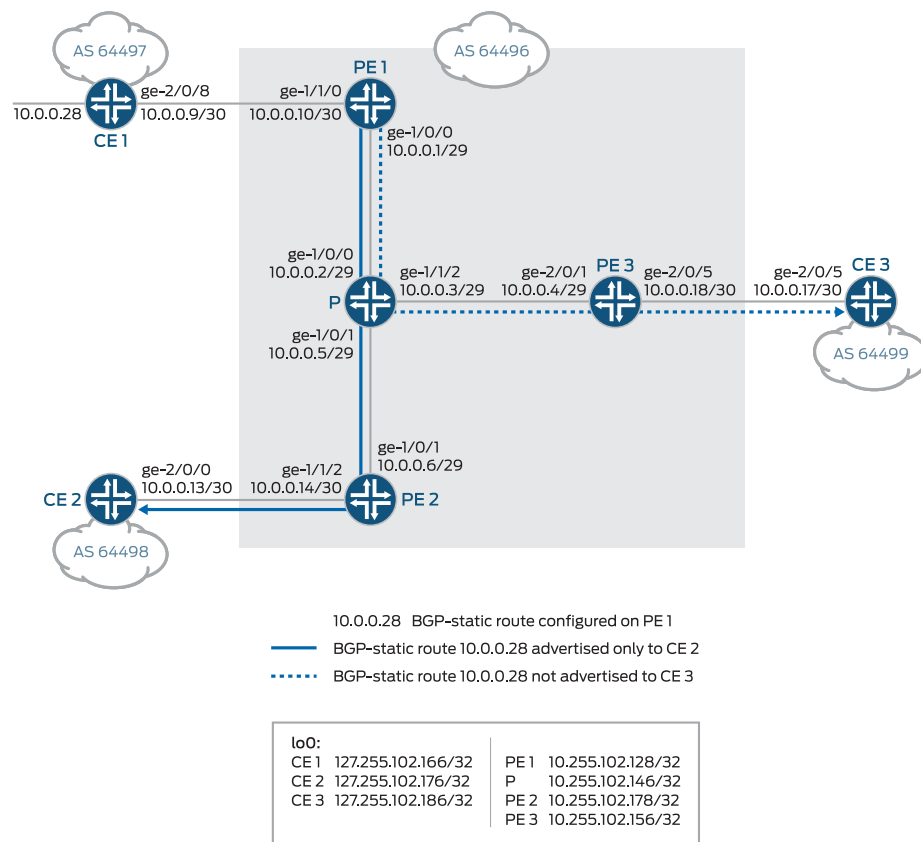 AS 64497
AS 64496
PE 1
ge-2/0/8
ge-1/1/0
10.0.0.28
10.0.0.9/30
10.0.0.10/30
CE 1
ge-1/0/0
10.0.0.1/29
ge-1/0/0
10.0.0.2/29
P
ge-1/1/2
10.0.0.3/29
ge-2/0/1
10.0.0.4/29
PE 3
ge-2/0/5
10.0.0.18/30
ge-2/0/5
10.0.0.17/30
CE 3
AS 64499
ge-1/0/1
10.0.0.5/29
ge-1/0/1
10.0.0.6/29
CE 2
ge-2/0/0
10.0.0.13/30
ge-1/1/2
10.0.0.14/30
PE 2
AS 64498
10.0.0.28 BGP-static route configured on PE 1
BGP-static route 10.0.0.28 advertised only to CE 2
BGP-static route 10.0.0.28 not advertised to CE 3
lo0:
CE 1 127.255.102.166/32
CE 2 127.255.102.176/32
CE 3 127.255.102.186/32
PE 1 10.255.102.128/32
P 10.255.102.146/32
PE 2 10.255.102.178/32
PE 3 10.255.102.156/32